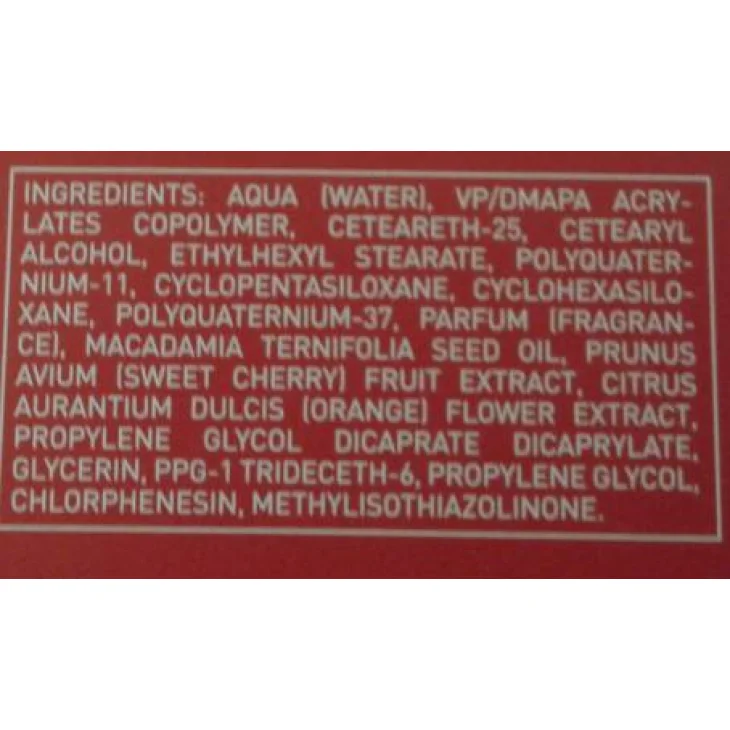 INGREDIENTS: AQUA (WATER), VP/DMAPA ACRY-
LATES COPOLYMER, CETEARETH-25, CETEARYL
ALCOHOL, ETHYLHEXYL STEARATE, POLYQUATER-
NIUM-11, CYCLOPENTASILOXANE, CYCLOHEXASILO-
XANE, POLYQUATERNIUM-37, PARFUM (FRAGRAN-
CE), MACADAMIA TERNIFOLIA SEED OIL, PRUNUS
AVIUM (SWEET CHERRY) FRUIT EXTRACT, CITRUS
AURANTIUM DULCIS (ORANGE) FLOWER EXTRACT,
PROPYLENE GLYCOL DICAPRATE DICAPRYLATE,
GLYCERIN, PPG-1 TRIDECETH-6, PROPYLENE GLYCOL,
CHLORPHENESIN, METHYLISOTHIAZOLINONE.